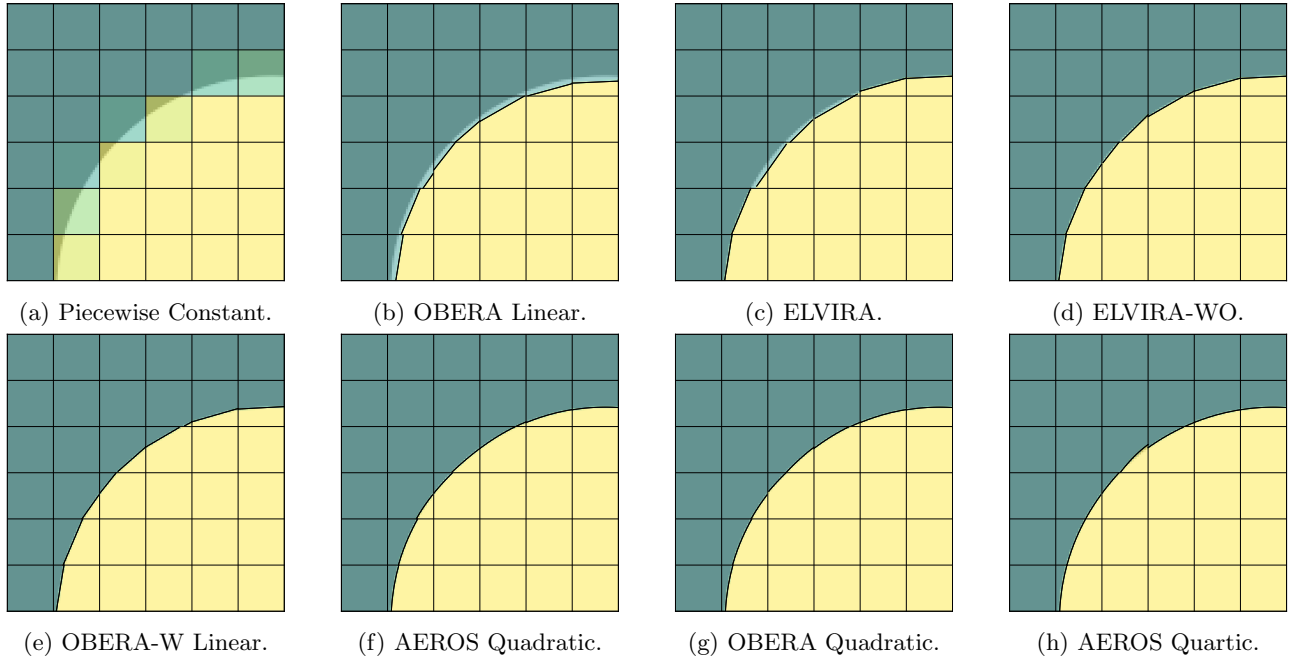 (a) Piecewise Constant.
(b) OBERA Linear.
(c) ELVIRA.
(d) ELVIRA-WO.
(e) OBERA-W Linear.
(f) AEROS Quadratic.
(g) OBERA Quadratic.
(h) AEROS Quartic.